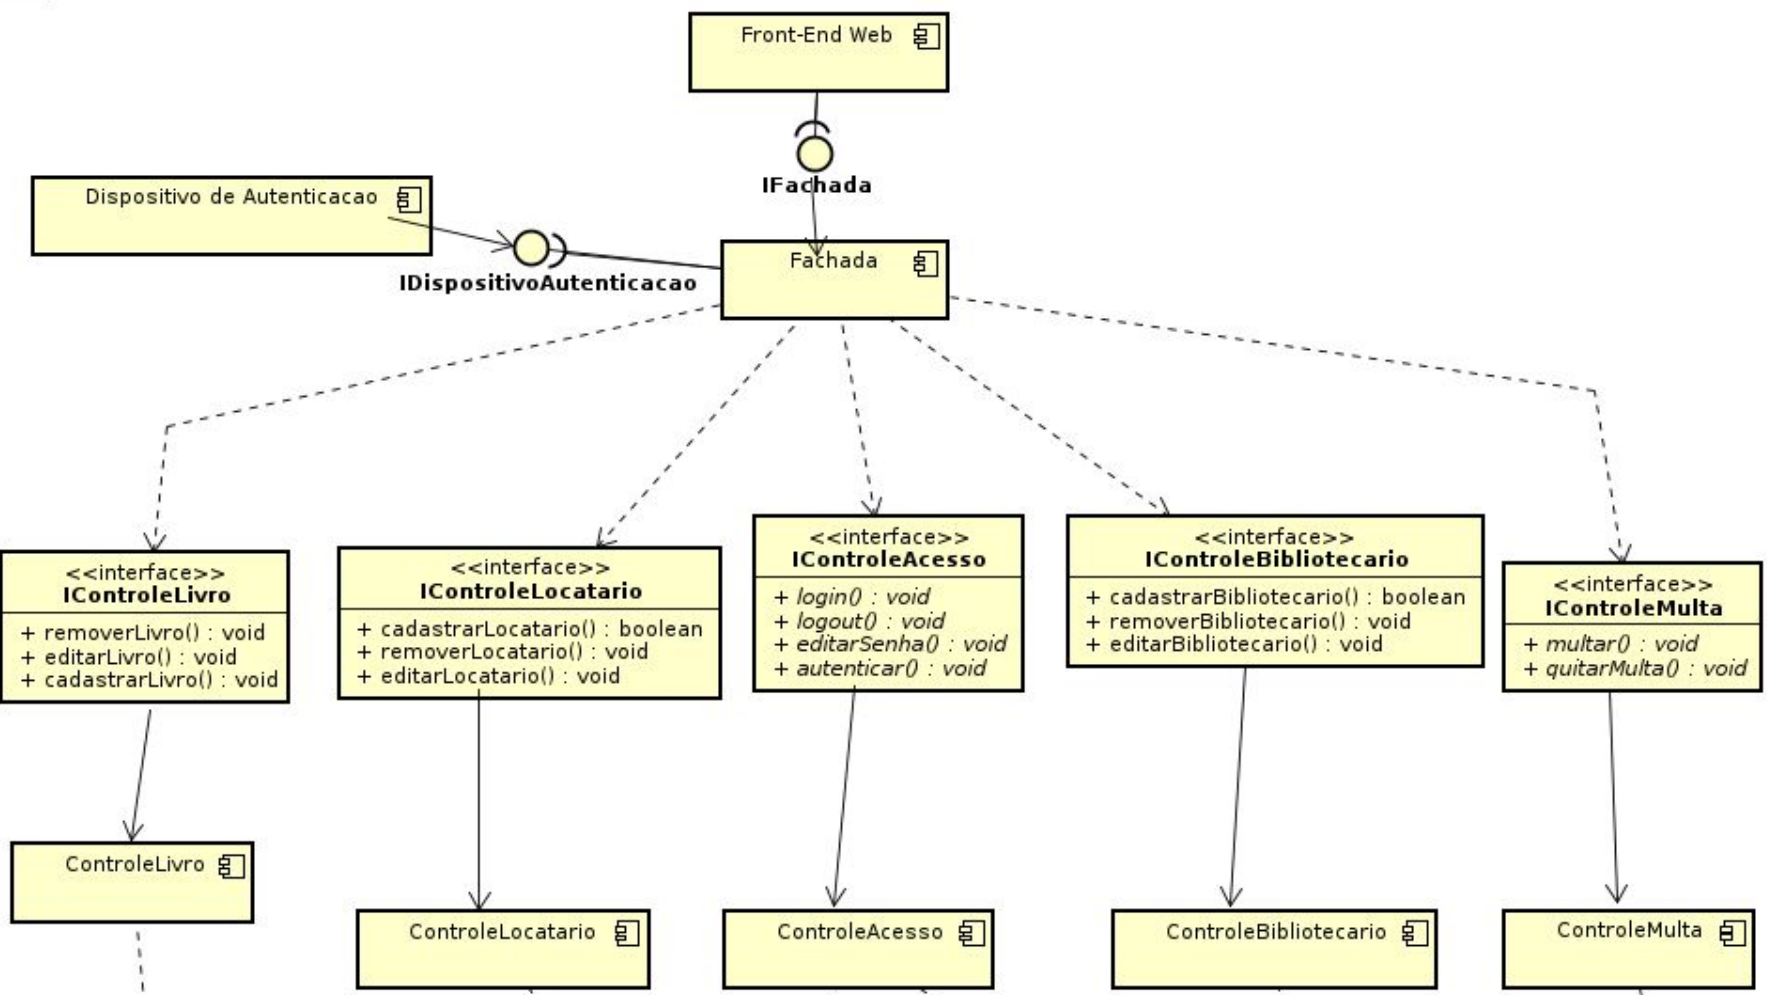 Front-End Web
IFachada
Dispositivo de Autenticacao
IDispositivoAutenticacao
Fachada
<<interface>>
IControleLivro
+ removerLivro() : void
+ editarLivro() : void
+ cadastrarLivro() : void
<<interface>>
IControleLocatario
+ cadastrarLocatario() : boolean
+ removerLocatario() : void
+ editarLocatario() : void
<<interface>>
IControleAcesso
+ login() : void
+ logout() : void
+ editarSenha() : void
+ autenticar() : void
<<interface>>
IControleBibliotecario
+ cadastrarBibliotecario() : boolean
+ removerBibliotecario() : void
+ editarBibliotecario() : void
<<interface>>
IControleMulta
+ multar() : void
+ quitarMulta() : void
ControleLivro
ControleLocatario
ControleAcesso
ControleBibliotecario
ControleMulta